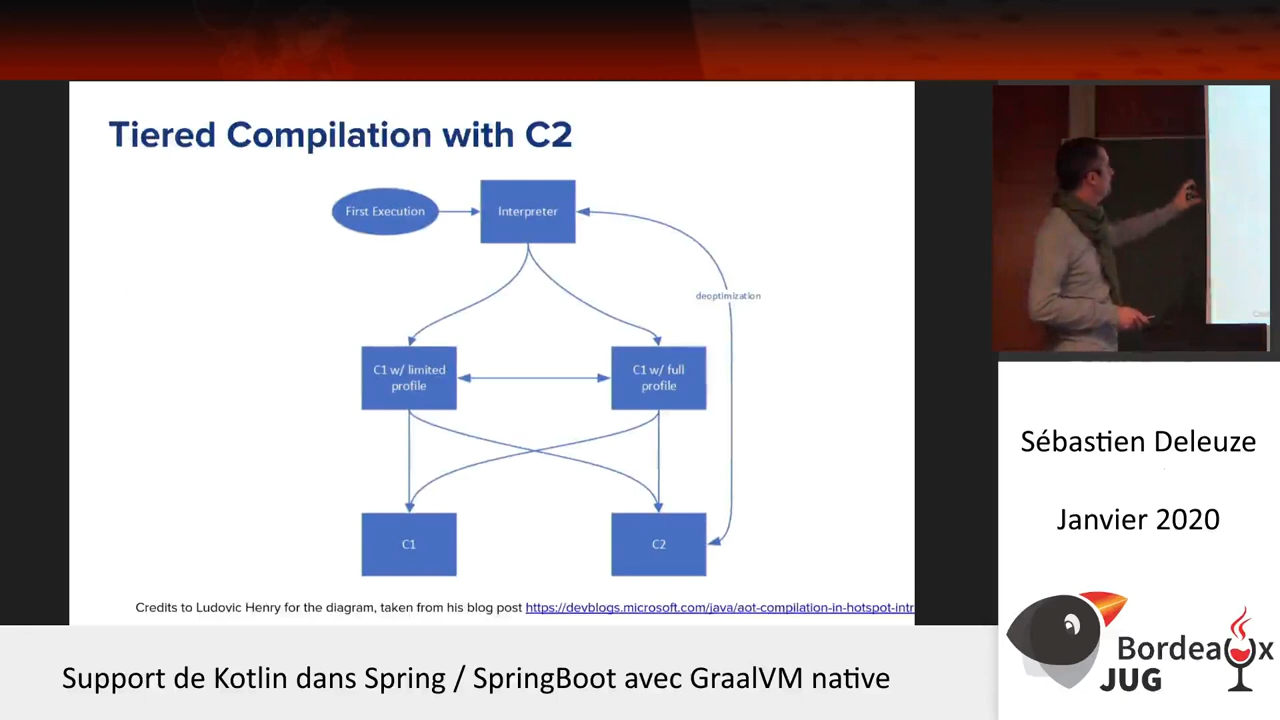 Tiered Compilation with C2
First Execution
Interpreter
deoptimization
C1 w/ limited
profile
C1 w/ full
profile
C1
C2
Credits to Ludovic Henry for the diagram, taken from his blog post https://devblogs.microsoft.com/java/aot-compilation-in-hotspot-intr
Sébastien Deleuze
Janvier 2020
Bordeaux
JUG
Support de Kotlin dans Spring / SpringBoot avec GraalVM native